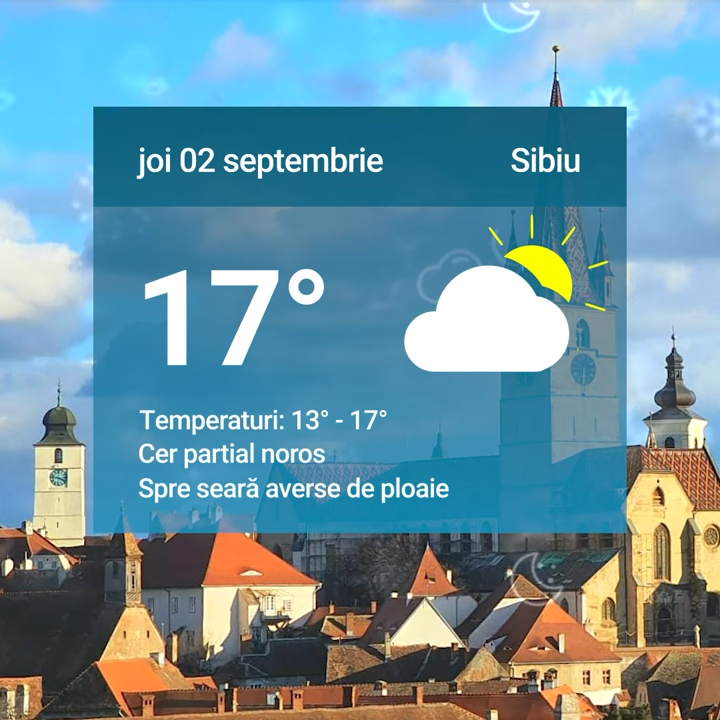 joi 02 septembrie Sibiu
17°
Temperaturi: 13° - 17°
Cer partial noros
Spre seară averse de ploaie